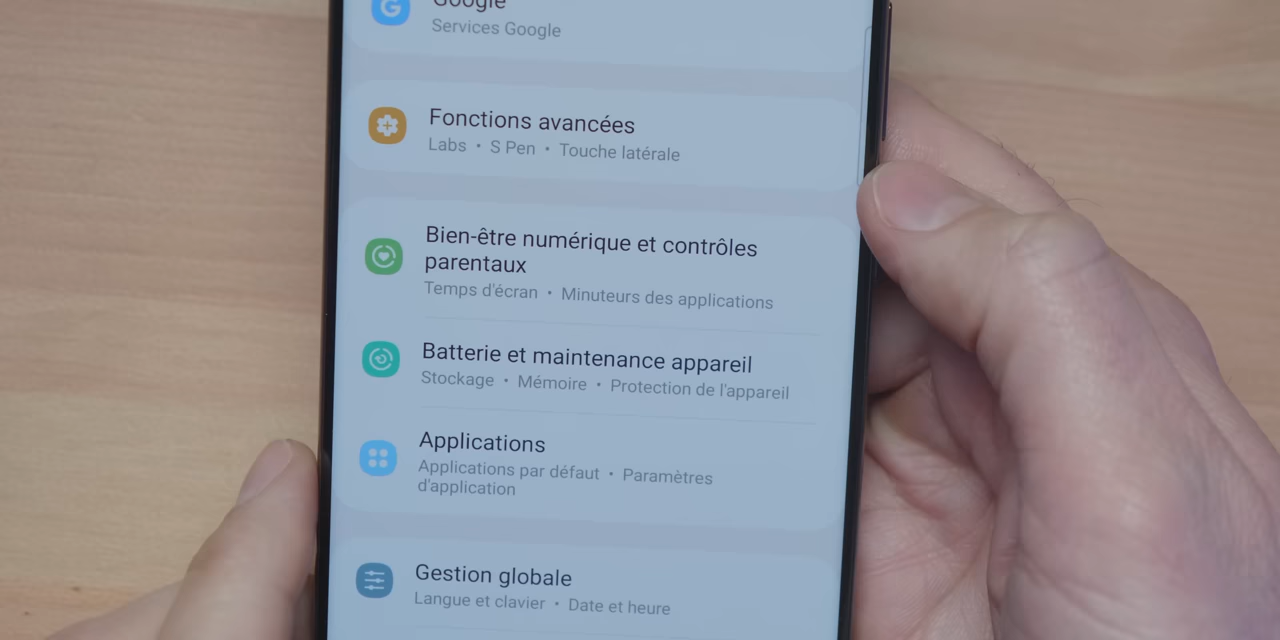 Google
Services Google
Fonctions avancées
Labs • S Pen • Touche latérale
Bien-être numérique et contrôles
parentaux
Temps d'écran • Minuteurs des applications
Batterie et maintenance appareil
Stockage • Mémoire • Protection de l'appareil
Applications
Applications par défaut • Paramètres
d'application
Gestion globale
Langue et clavier • Date et heure